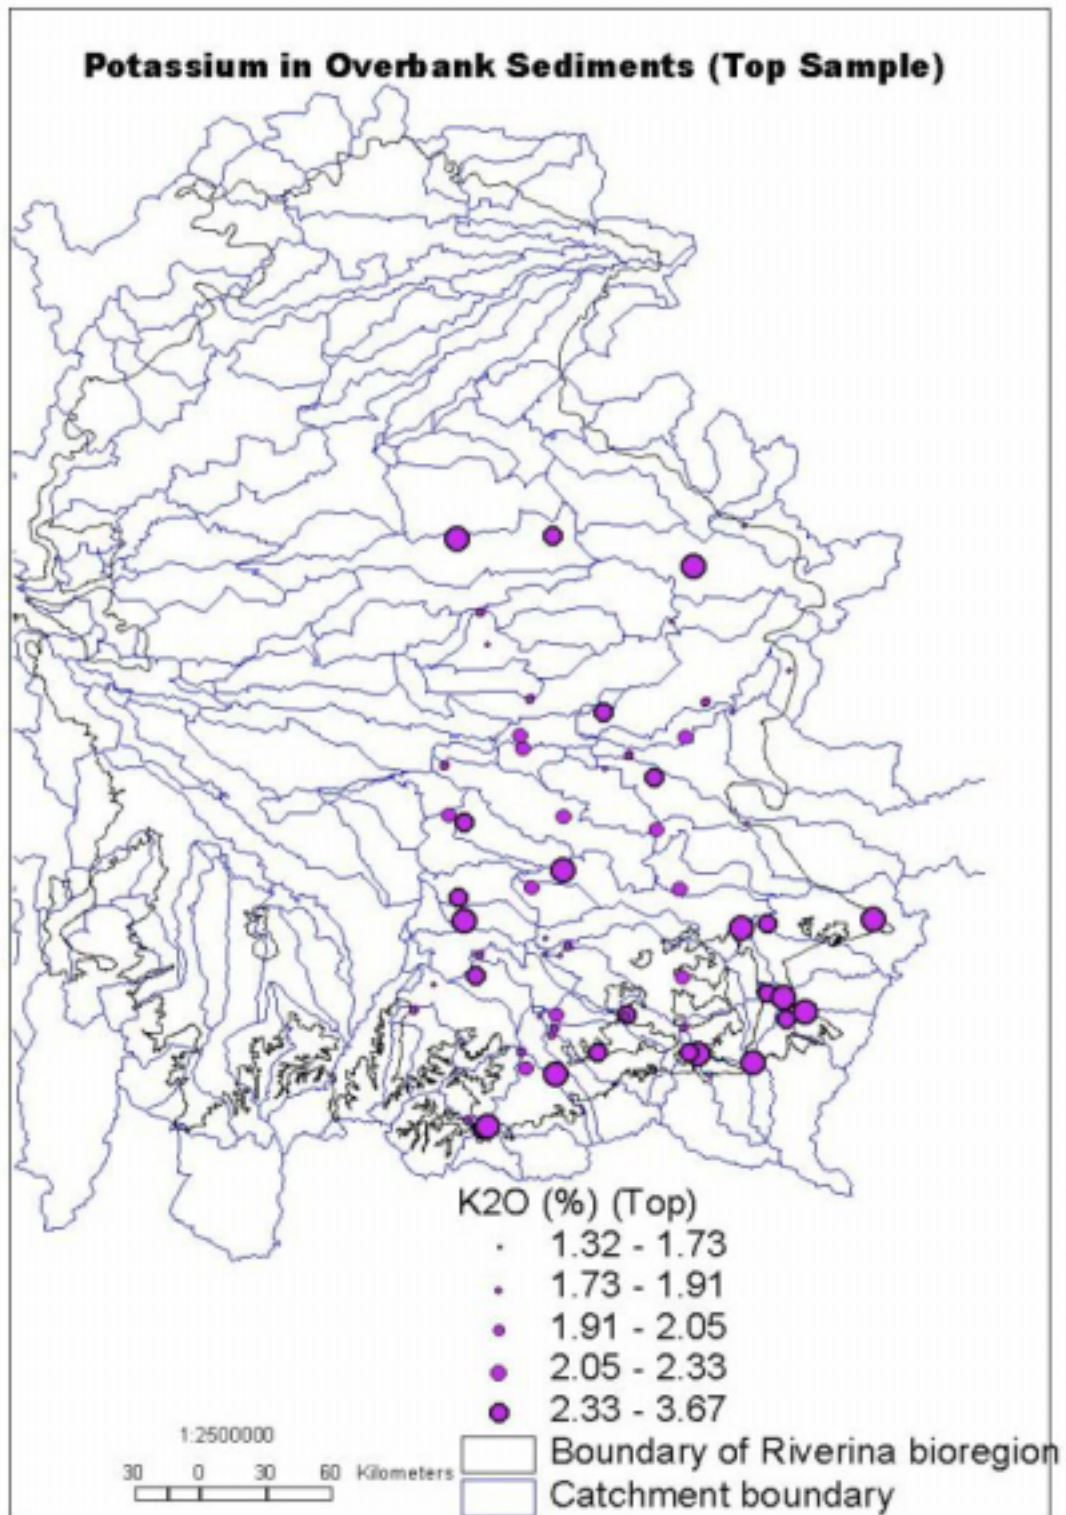 Potassium in Overbank Sediments (Top Sample)
K2O (%) (Top)
1.32 - 1.73
1.73 - 1.91
1.91 - 2.05
2.05 - 2.33
2.33 - 3.67
1:2500000
30 0 30 60 Kilometers
Boundary of Riverina bioregion
Catchment boundary